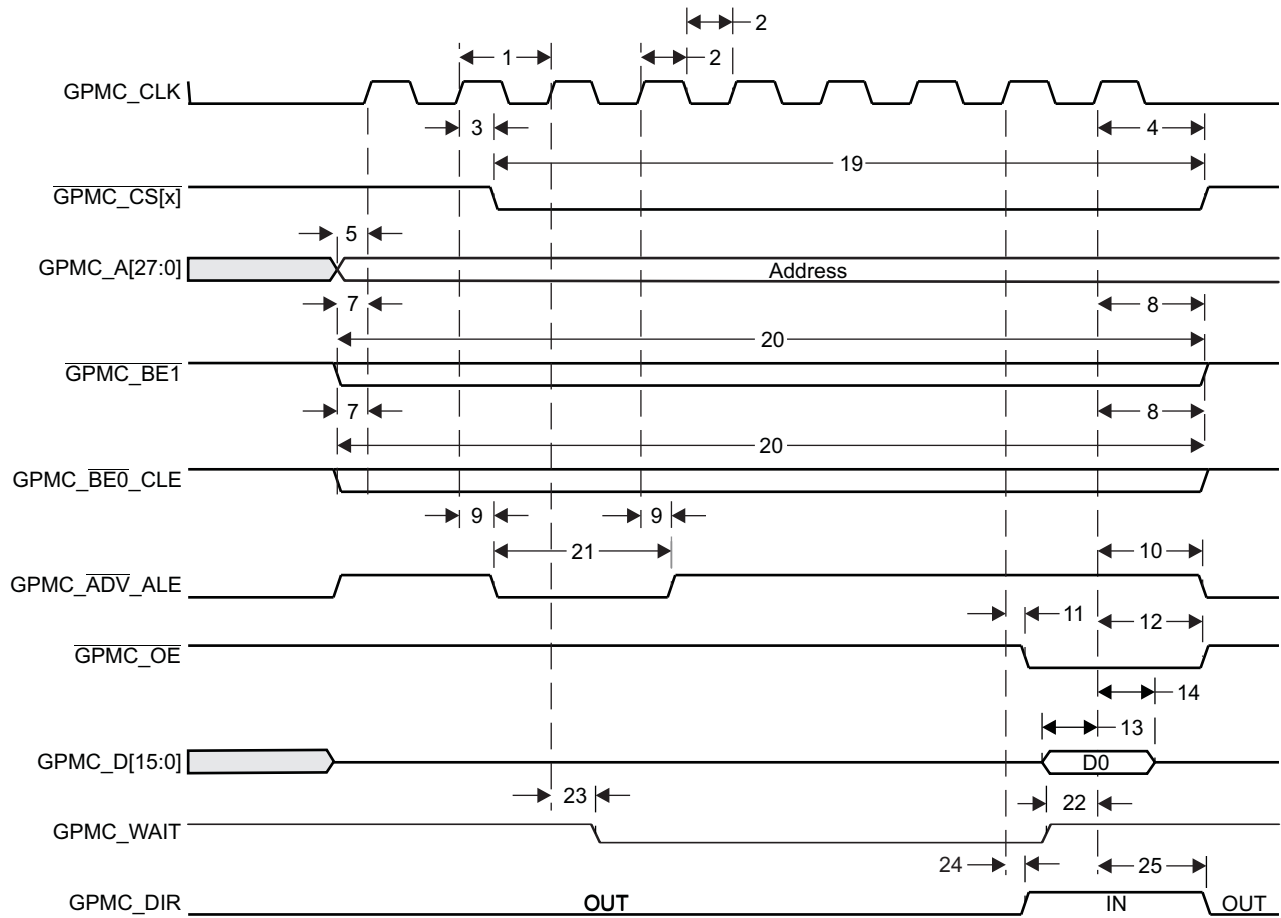 2
1
2
GPMC_CLK
3
4
19
GPMC_CS[x]
5
GPMC_A[27:0]
Address
7
8
20
GPMC_BE1
7
8
20
GPMC_BE0_CLE
9
9
21
10
GPMC_ADV_ALE
11
12
GPMC_OE
14
13
GPMC_D[15:0]
D0
23
22
GPMC_WAIT
24
25
GPMC_DIR
OUT
IN
OUT